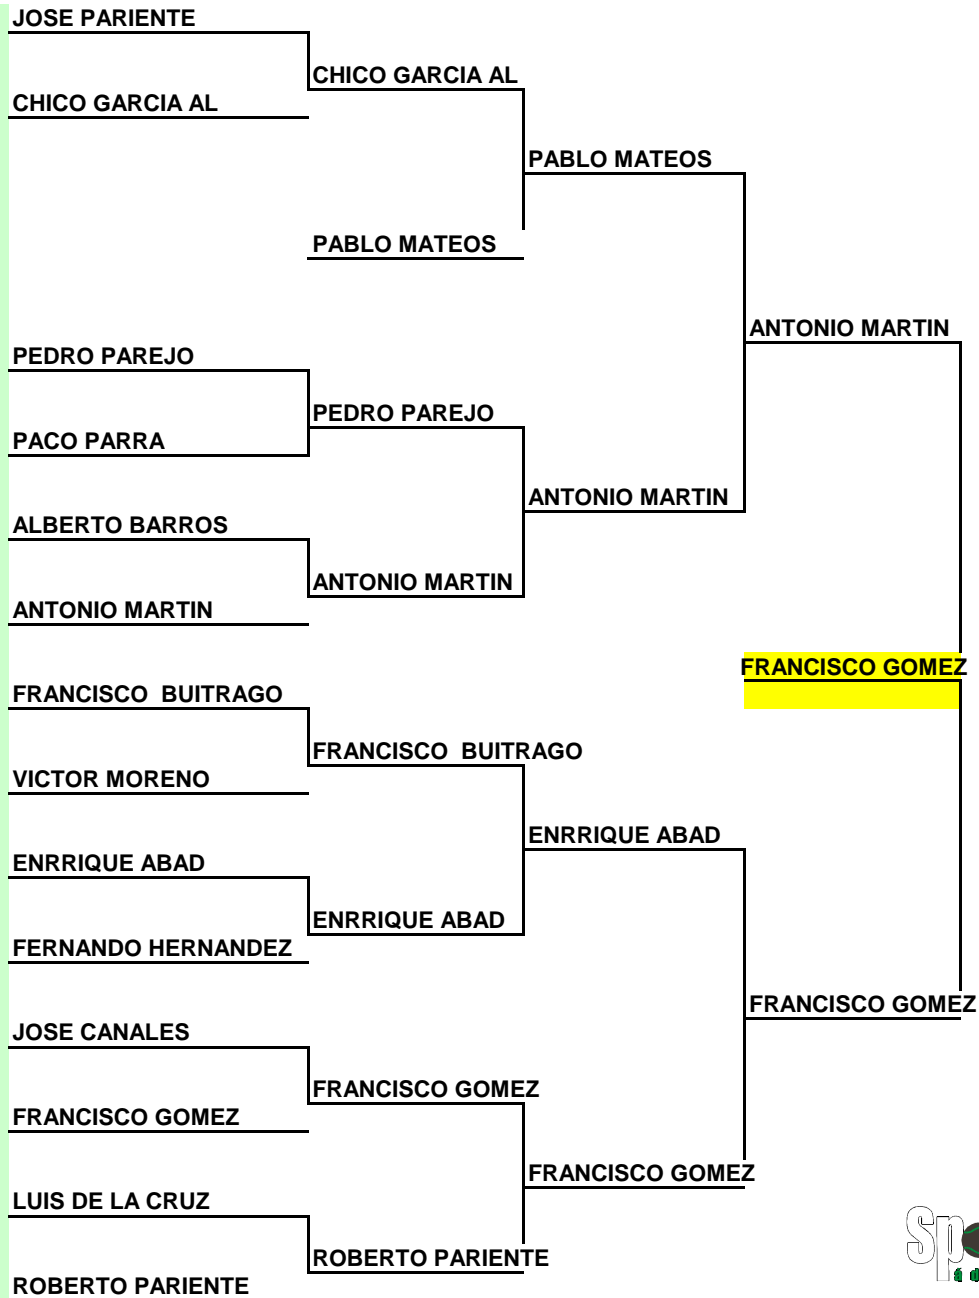 JOSE PARIENTE
CHICO GARCIA AL
CHICO GARCIA AL
PABLO MATEOS
PABLO MATEOS
ANTONIO MARTIN
PEDRO PAREJO
PEDRO PAREJO
PACO PARRA
ANTONIO MARTIN
ALBERTO BARROS
ANTONIO MARTIN
ANTONIO MARTIN
FRANCISCO GOMEZ
FRANCISCO  BUITRAGO
FRANCISCO  BUITRAGO
VICTOR MORENO
ENRRIQUE ABAD
ENRRIQUE ABAD
ENRRIQUE ABAD
FERNANDO HERNANDEZ
FRANCISCO GOMEZ
JOSE CANALES
FRANCISCO GOMEZ
FRANCISCO GOMEZ
FRANCISCO GOMEZ
LUIS DE LA CRUZ
ROBERTO PARIENTE
ROBERTO PARIENTE